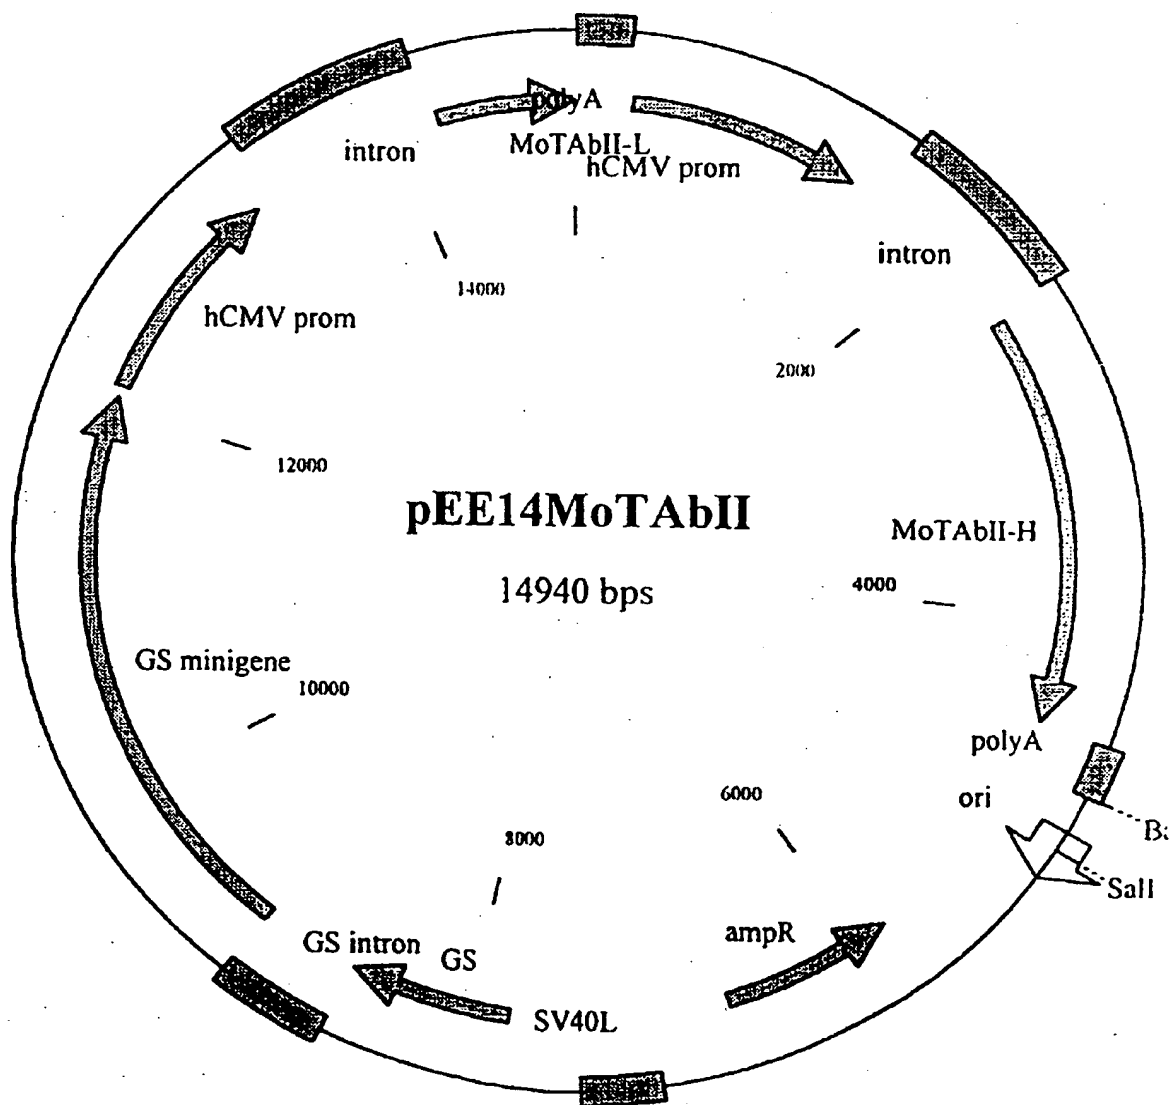 polyA
MoTAbII-L
intron
hCMV prom
intron
14000
hCMV prom
2000
12000
pEE14MoTAbII
MoTAbII-H
14940 bps
4000
GS minigene
10000
polyA
6000
ori
8000
Ba
SalI
ampR
GS intron
GS
SV40L